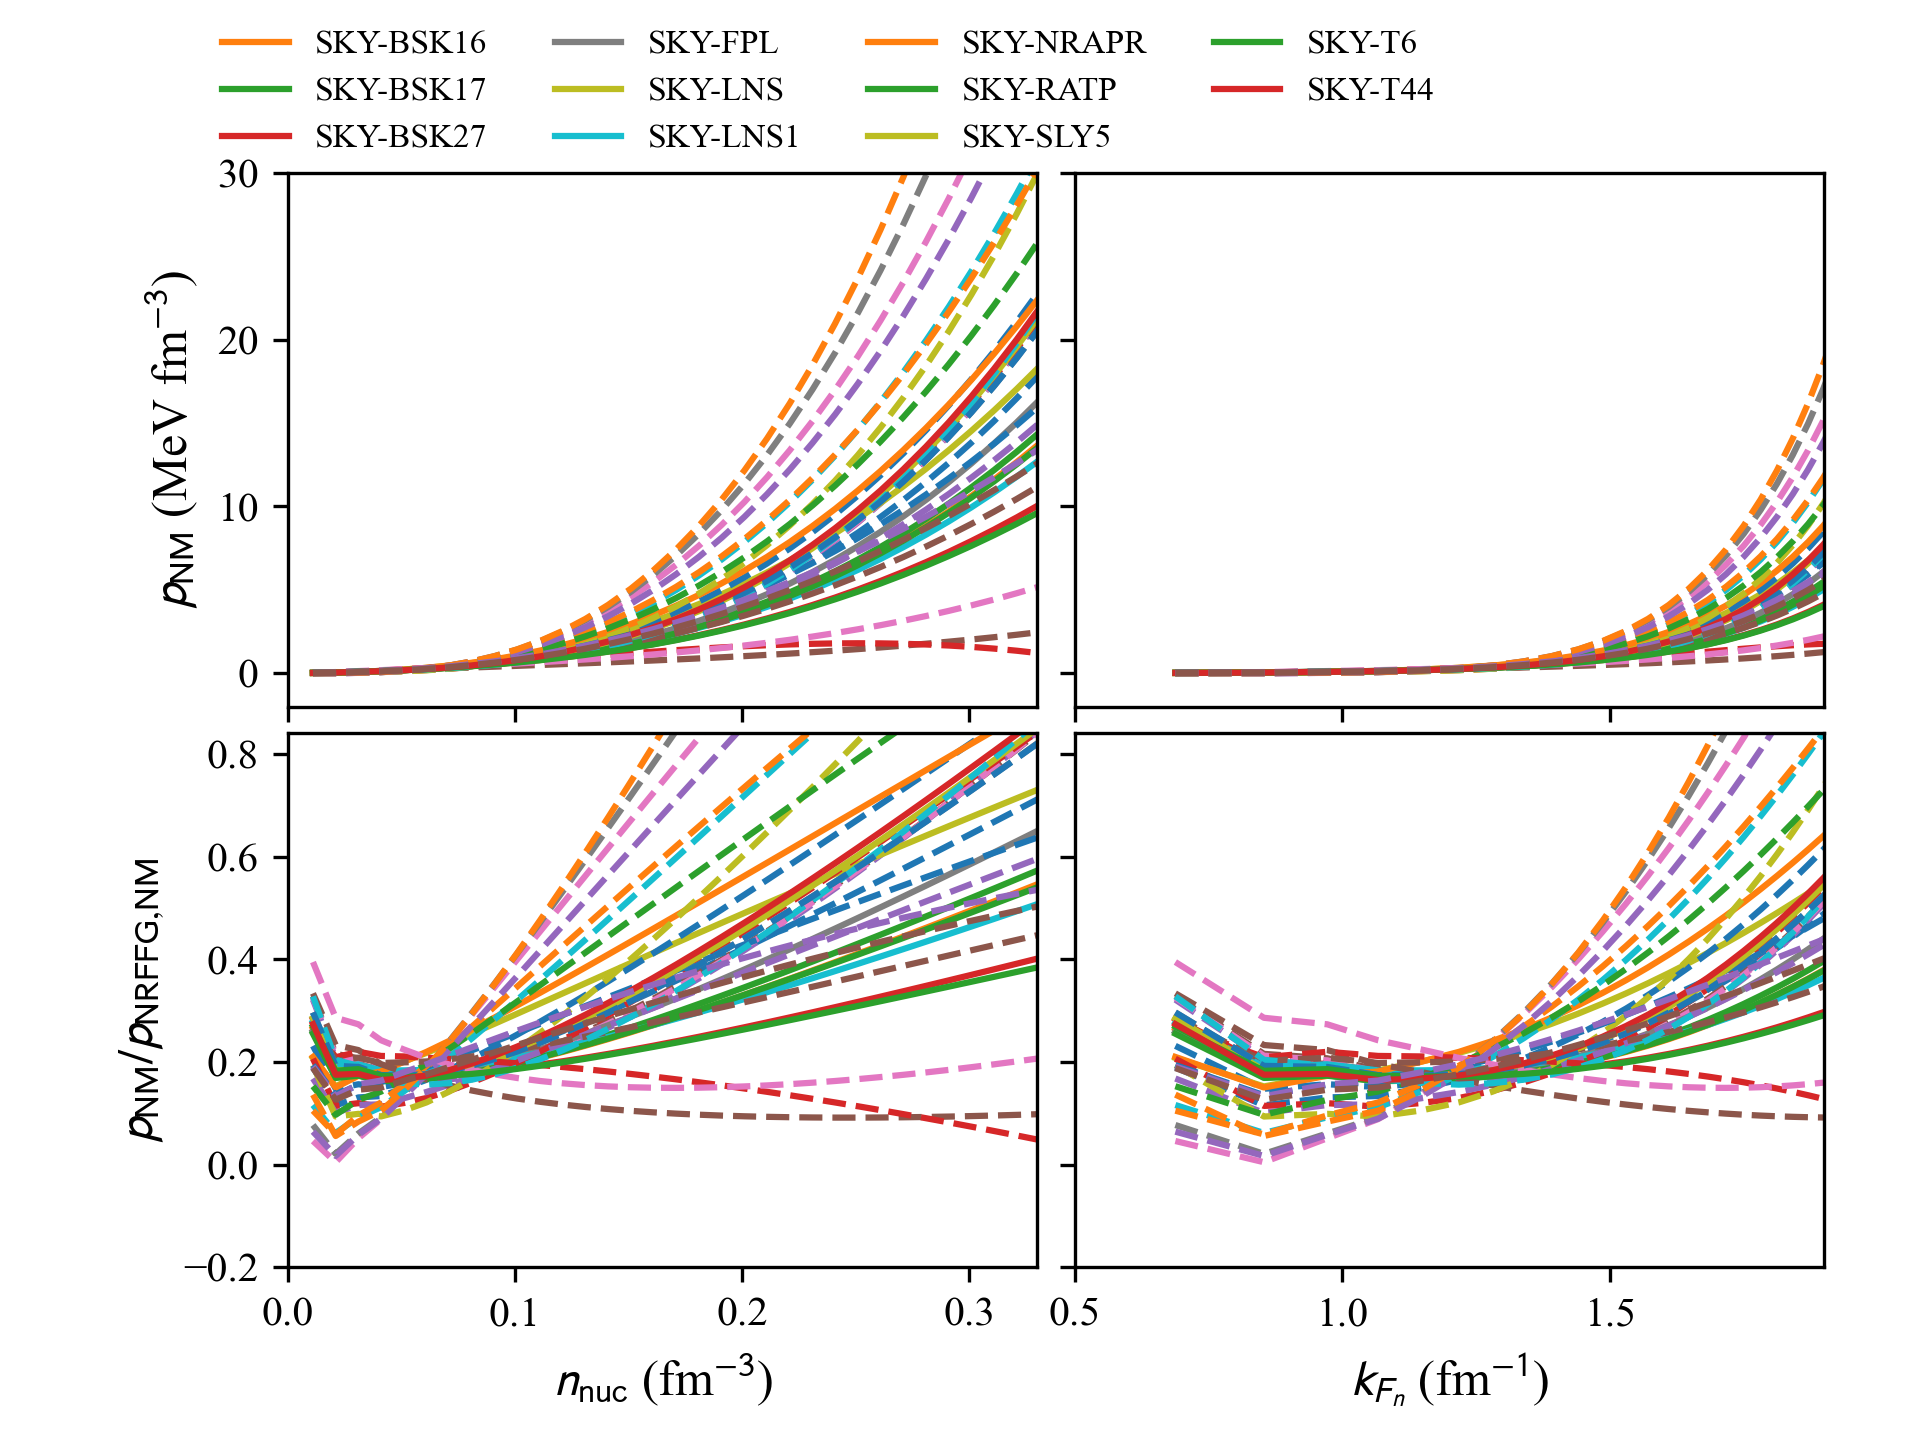 SKY-BSK16 SKY-FPL SKY-NRAPR SKY-T6
SKY-BSK17 SKY-LNS SKY-RATP SKY-T44
SKY-BSK27 SKY-LNS1 SKY-SLY5
30
20
10
0
p_NM (MeV fm⁻³)
0.8
0.6
0.4
0.2
0.0
−0.2
p_NM/p_NRFFG,NM
0.0 0.1 0.2 0.3 0.5 1.0 1.5
n_nuc (fm⁻³) k_F_n (fm⁻¹)